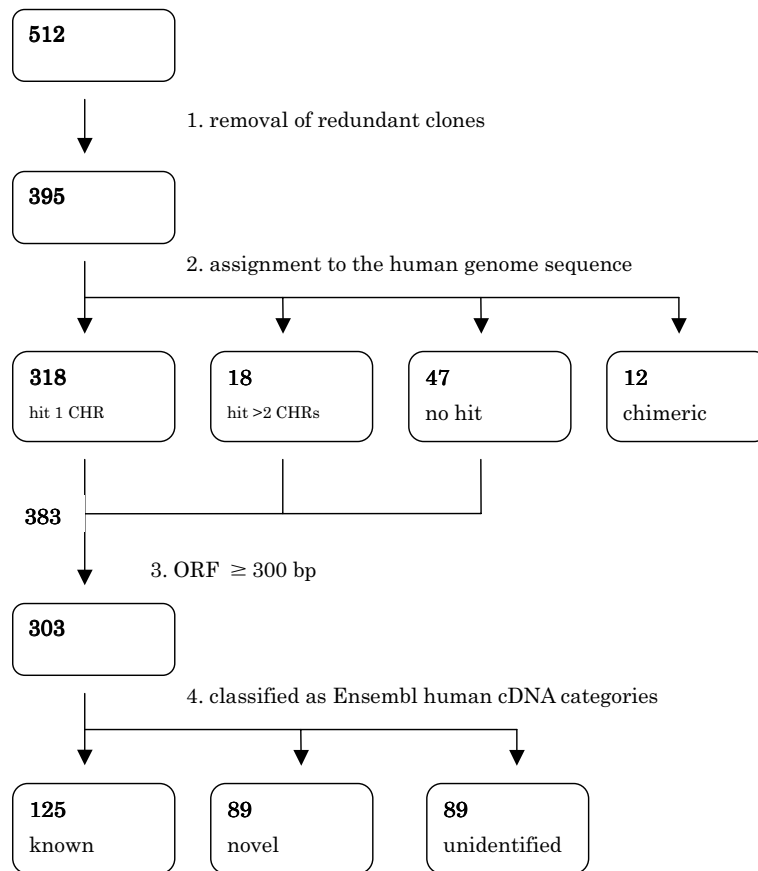 512
1. removal of redundant clones
395
2. assignment to the human genome sequence
318
hit 1 CHR
18
hit >2 CHRs
47
no hit
12
chimeric
383
3. ORF ≥ 300 bp
303
4. classified as Ensembl human cDNA categories
125
known
89
novel
89
unidentified